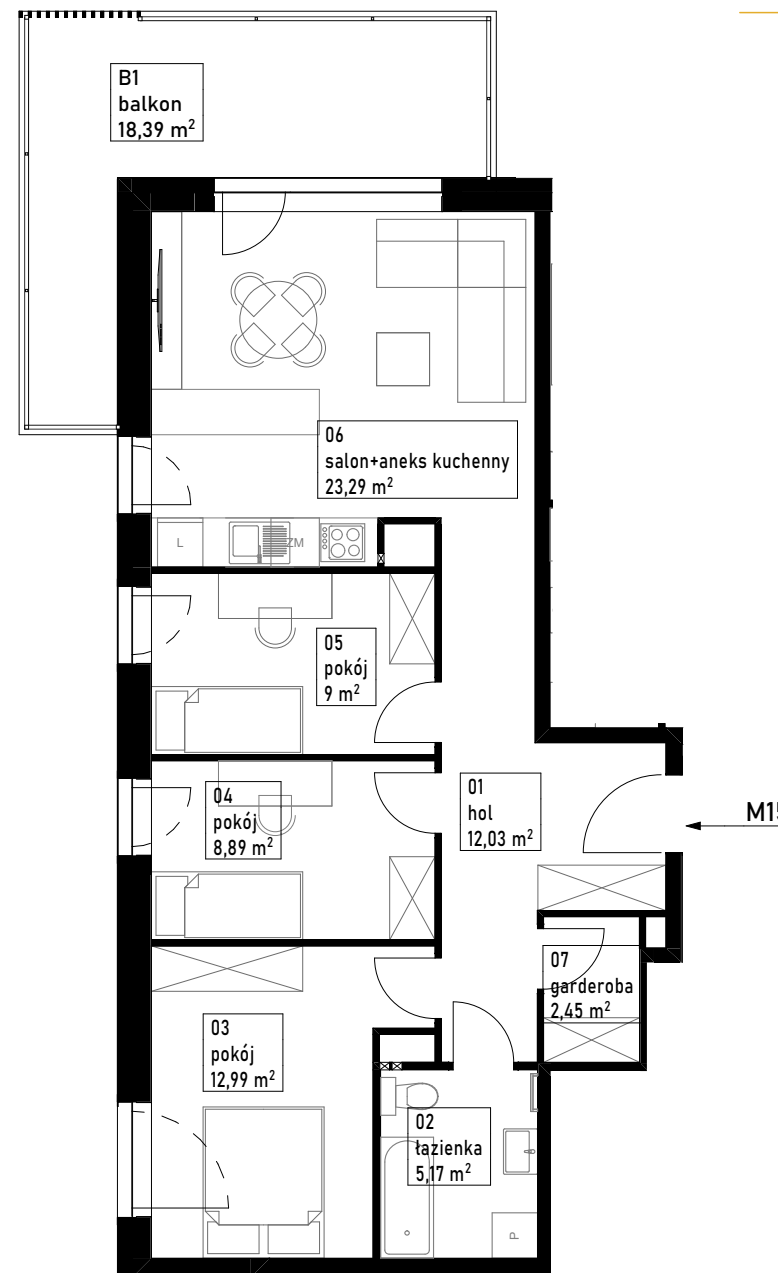 B1
balkon
18,39 m²
06
salon+aneks kuchenny
23,29 m²
L
ZM
05
pokój
9 m²
04
pokój
8,89 m²
01
hol
12,03 m²
M15
07
garderoba
2,45 m²
03
pokój
12,99 m²
02
łazienka
5,17 m²
P